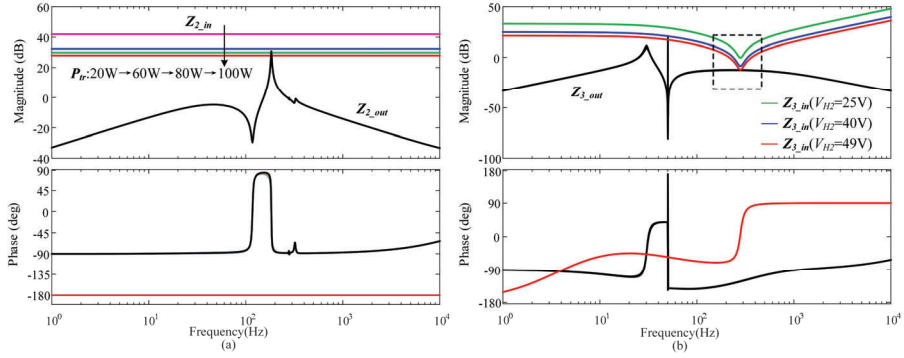 Magnitude (dB)
60
40
20
0
-20
-40
Z2_in
Ptr:20W→60W→80W→100W
Z2_out
Phase (deg)
90
45
0
-90
-135
-180
10^0
10^1
10^2
10^3
10^4
Frequency(Hz)
(a)
Magnitude (dB)
50
0
-50
-100
Z3_out
Z3_in(VH2=25V)
Z3_in(VH2=40V)
Z3_in(VH2=49V)
Phase (deg)
180
90
0
-90
-180
10^0
10^1
10^2
10^3
10^4
Frequency(Hz)
(b)